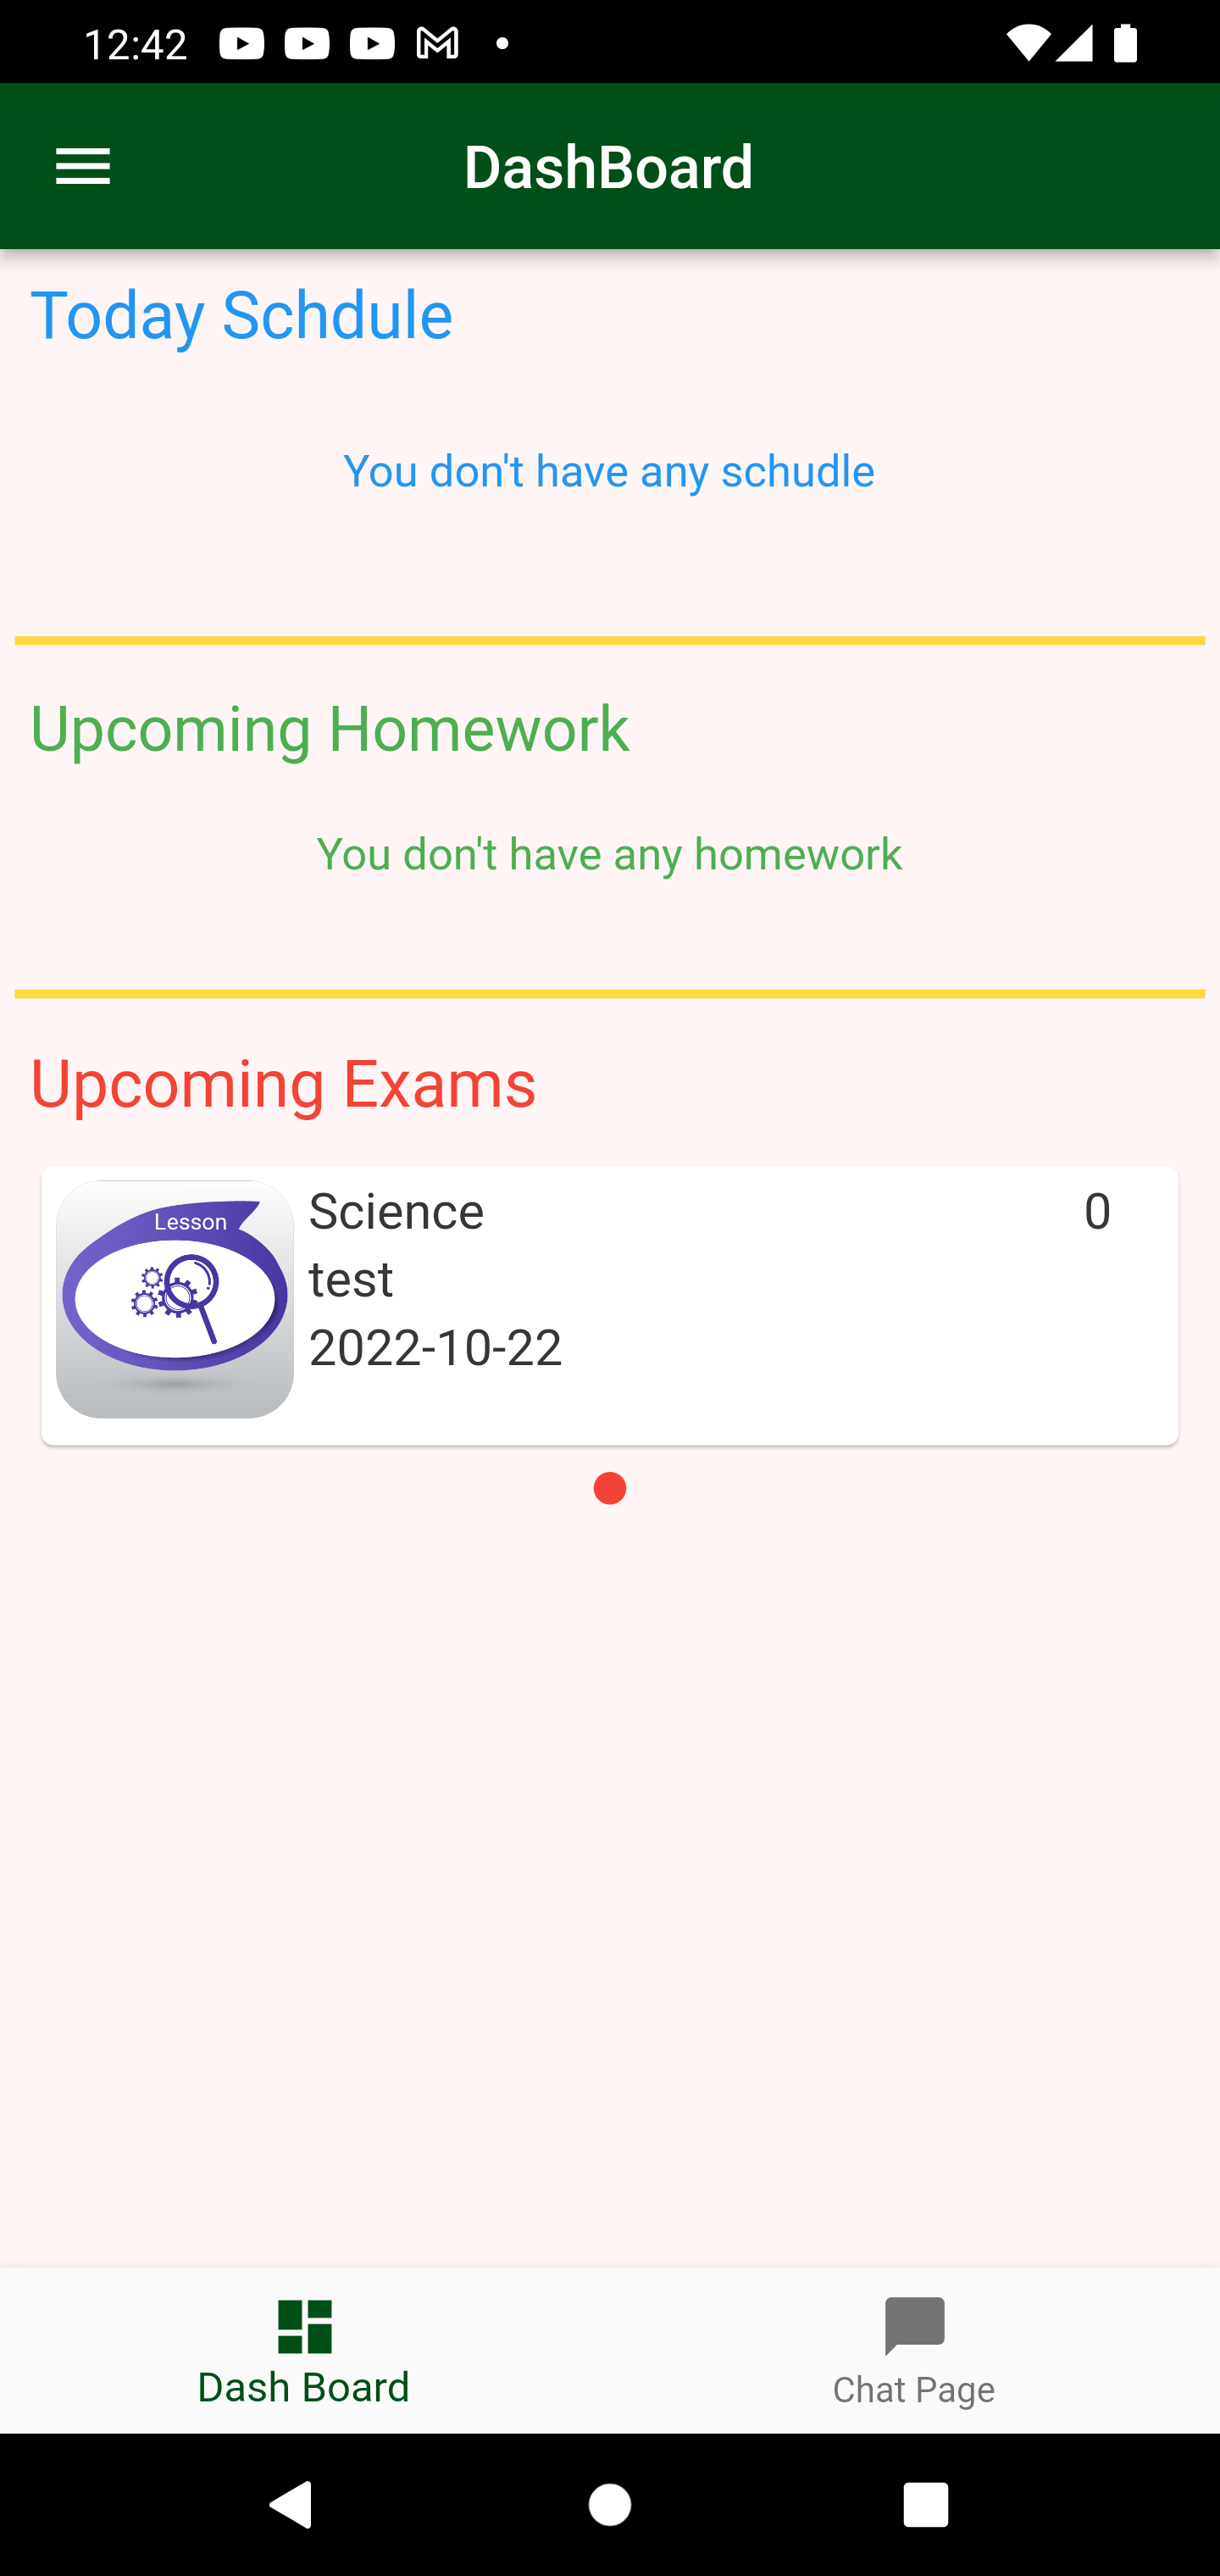 12:42
DashBoard
Today Schdule
You don't have any schudle
Upcoming Homework
You don't have any homework
Upcoming Exams
Lesson
Science 0
test
2022-10-22
Dash Board
Chat Page